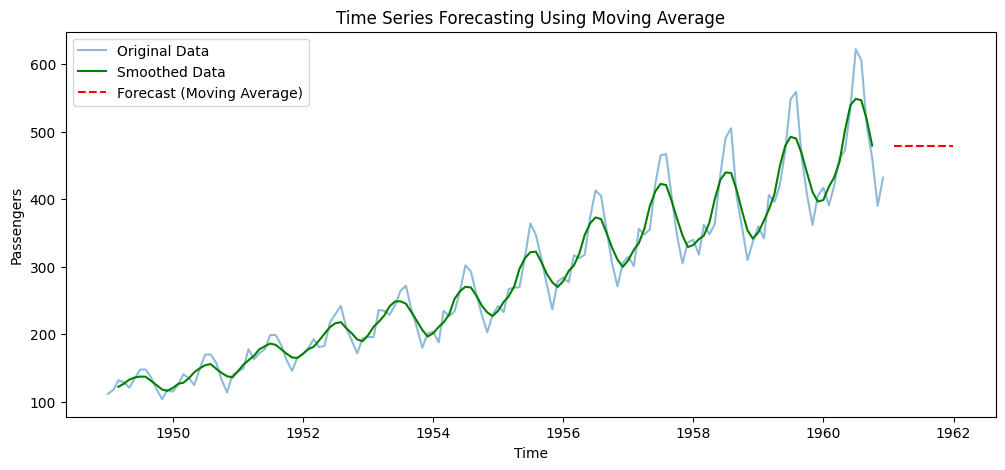 Time Series Forecasting Using Moving Average
Original Data
Smoothed Data
Forecast (Moving Average)
Passengers
600
500
400
300
200
100
1950 1952 1954 1956 1958 1960 1962
Time